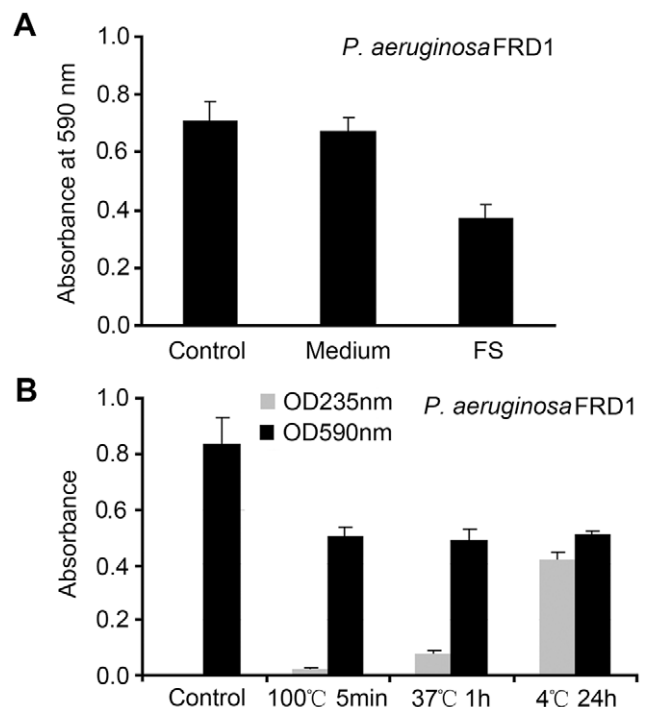 A
P. aeruginosa FRD1
1.0
0.8
0.6
0.4
0.2
0.0
Absorbance at 590 nm
Control Medium FS
B
P. aeruginosa FRD1
OD235nm
OD590nm
1.0
0.8
0.6
0.4
0.2
0.0
Absorbance
Control 100℃ 5min 37℃ 1h 4℃ 24h